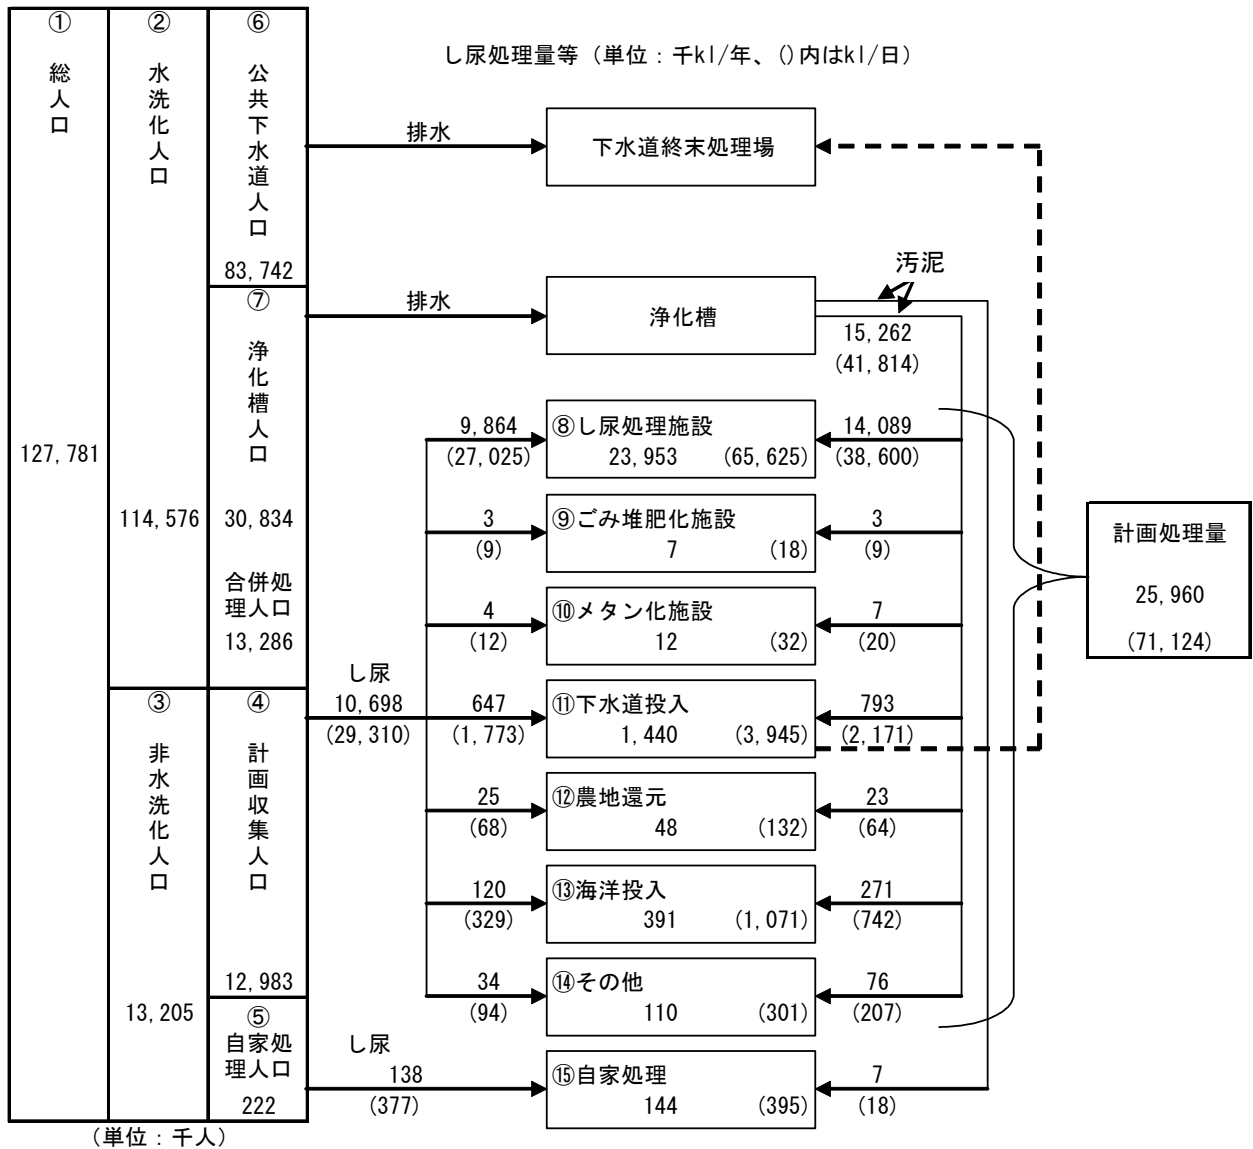 し尿処理量等（単位：千kl/年、()内はkl/日）
①
総人口
127,781
②
水洗化人口
114,576
⑥
公共下水道人口
83,742
⑦
浄化槽人口
30,834
合併処
理人口
13,286
③
非水洗化人口
13,205
④
計画収集人口
12,983
⑤
自家処
理人口
222
（単位：千人）
排水
下水道終末処理場
排水
浄化槽
汚泥
15,262
(41,814)
し尿
10,698
(29,310)
9,864
(27,025)
⑧し尿処理施設
23,953 (65,625)
14,089
(38,600)
3
(9)
⑨ごみ堆肥化施設
7 (18)
3
(9)
4
(12)
⑩メタン化施設
12 (32)
7
(20)
647
(1,773)
⑪下水道投入
1,440 (3,945)
793
(2,171)
25
(68)
⑫農地還元
48 (132)
23
(64)
120
(329)
⑬海洋投入
391 (1,071)
271
(742)
34
(94)
⑭その他
110 (301)
76
(207)
し尿
138
(377)
⑮自家処理
144 (395)
7
(18)
計画処理量
25,960
(71,124)